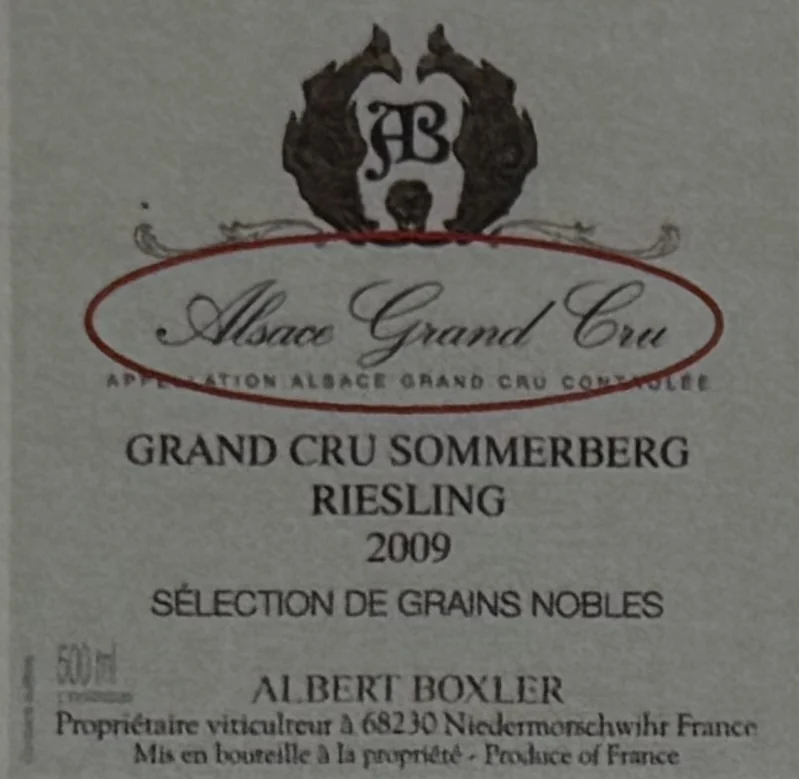 AB
Alsace Grand Cru
APPELLATION ALSACE GRAND CRU CONTRÔLÉE
GRAND CRU SOMMERBERG
RIESLING
2009
SÉLECTION DE GRAINS NOBLES
500 ml
ALBERT BOXLER
Propriétaire viticulteur à 68230 Niedermorschwihr France
Mis en bouteille à la propriété - Produce of France